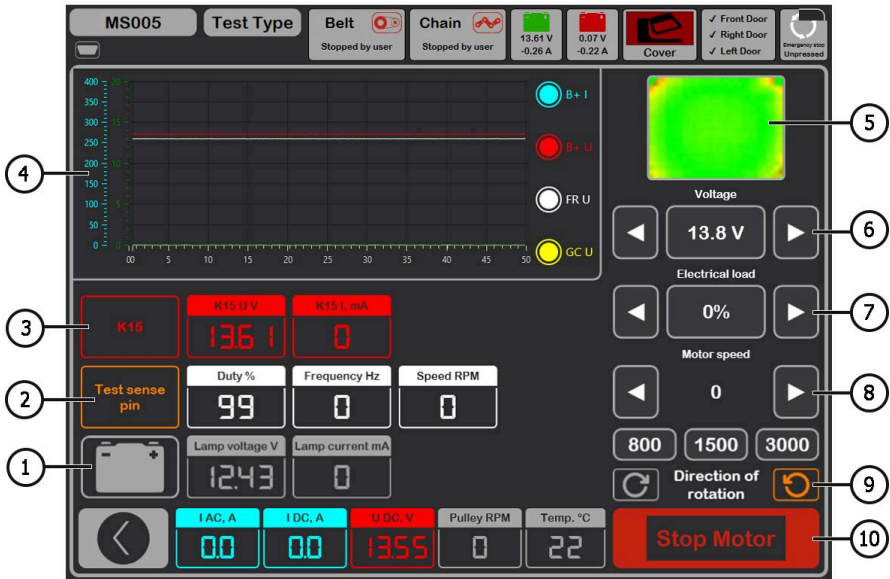 MS005
Test Type
Belt
Stopped by user
Chain
Stopped by user
13.61 V
-0.26 A
0.07 V
-0.22 A
Cover
✓ Front Door
✓ Right Door
✓ Left Door
Emergency stop
Unpressed
400
350
300
250
200
150
100
50
0
20
15
10
5
0
00 5 10 15 20 25 30 35 40 45 50
B+ I
B+ U
FR U
GC U
Voltage
13.8 V
Electrical load
0%
Motor speed
0
800 1500 3000
Direction of
rotation
Stop Motor
K15
K15 U V
13.61
K15 I, mA
0
Test sense
pin
Duty %
99
Frequency Hz
0
Speed RPM
0
- +
Lamp voltage V
12.43
Lamp current mA
0
I AC, A
0.0
I DC, A
0.0
U DC, V
13.55
Pulley RPM
0
Temp. °C
22
1
2
3
4
5
6
7
8
9
10